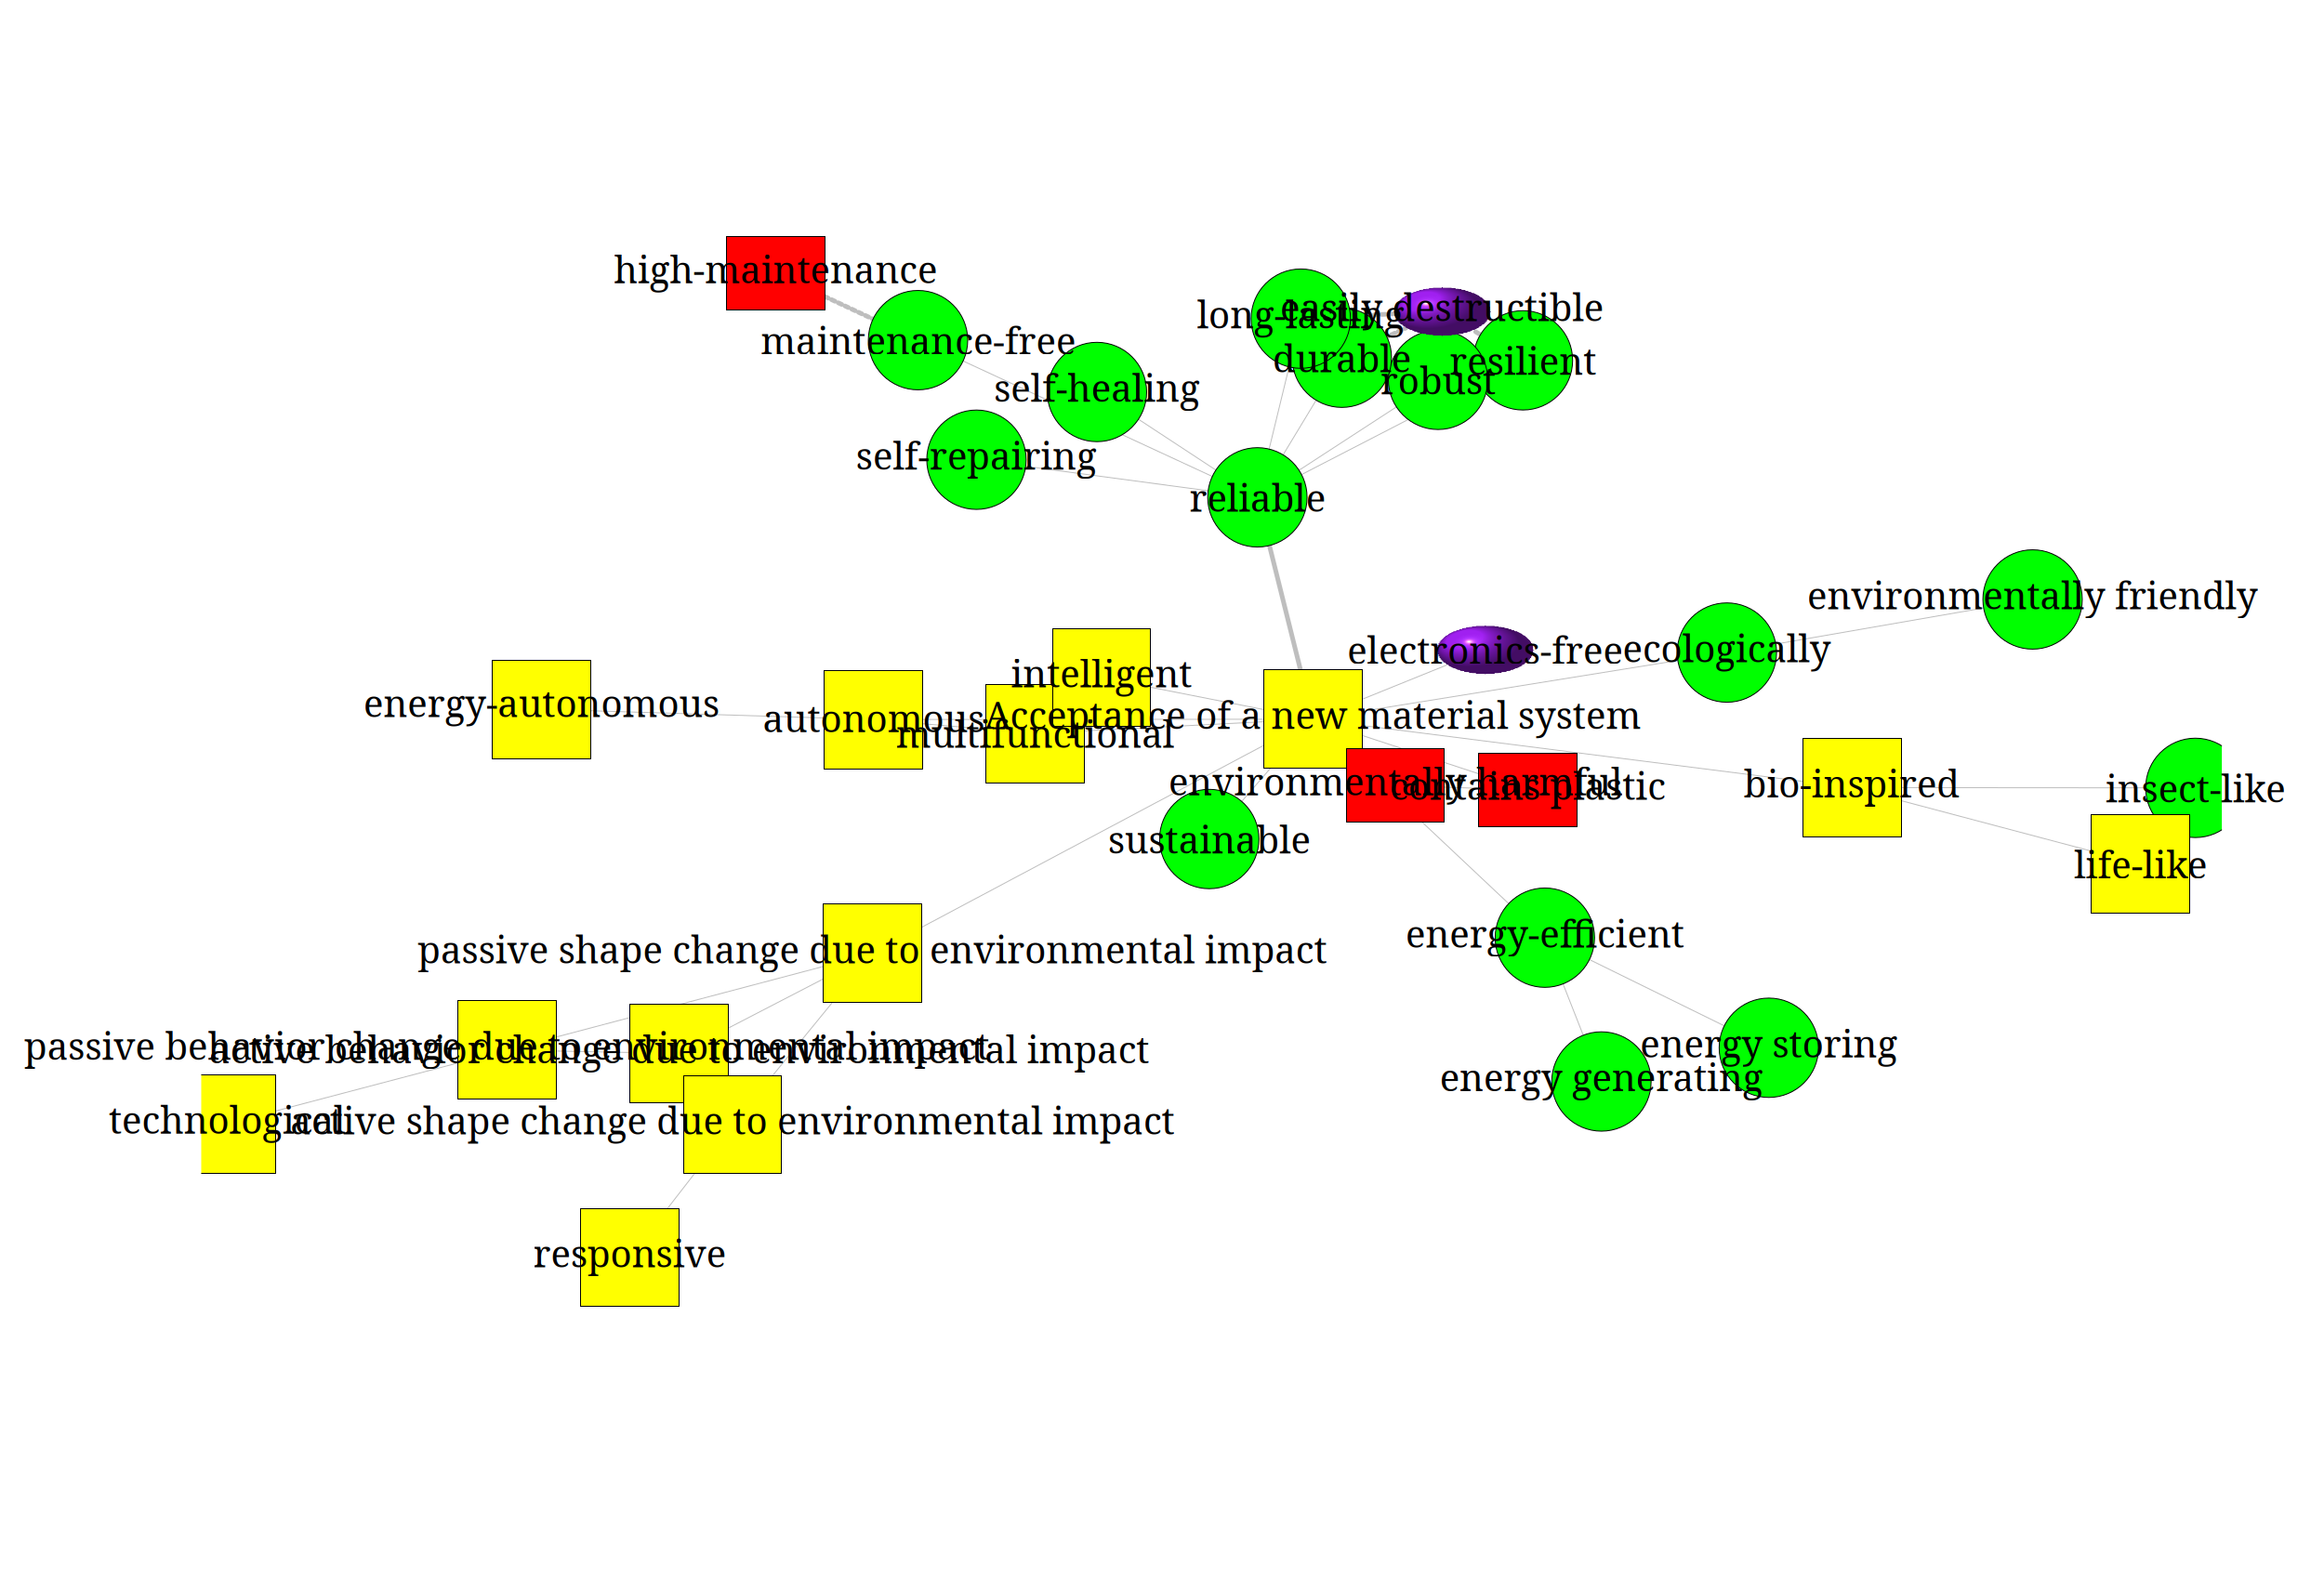 high-maintenance
easily destructible
long-lasting
maintenance-free
durable
resilient
robust
self-healing
self-repairing
reliable
environmentally friendly
electronics-free
ecologically
intelligent
energy-autonomous
autonomous
Acceptance of a new material system
multifunctional
environmentally harmful
contains plastic
bio-inspired
insect-like
sustainable
life-like
energy-efficient
passive shape change due to environmental impact
passive behavior change due to environmental impact
active behavior change due to environmental impact
energy storing
energy generating
technological
active shape change due to environmental impact
responsive